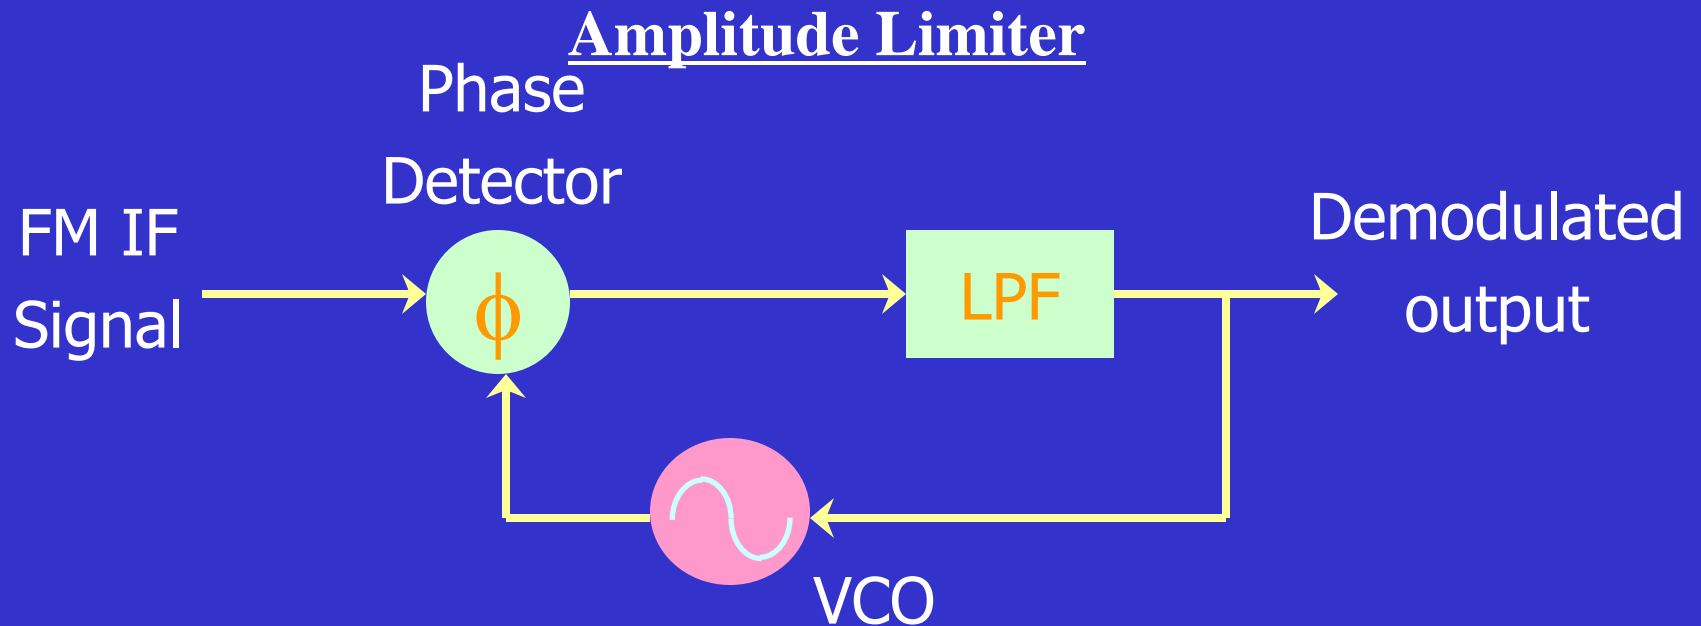 Amplitude Limiter
Phase
Detector
FM IF
Signal
ϕ
LPF
Demodulated
output
VCO